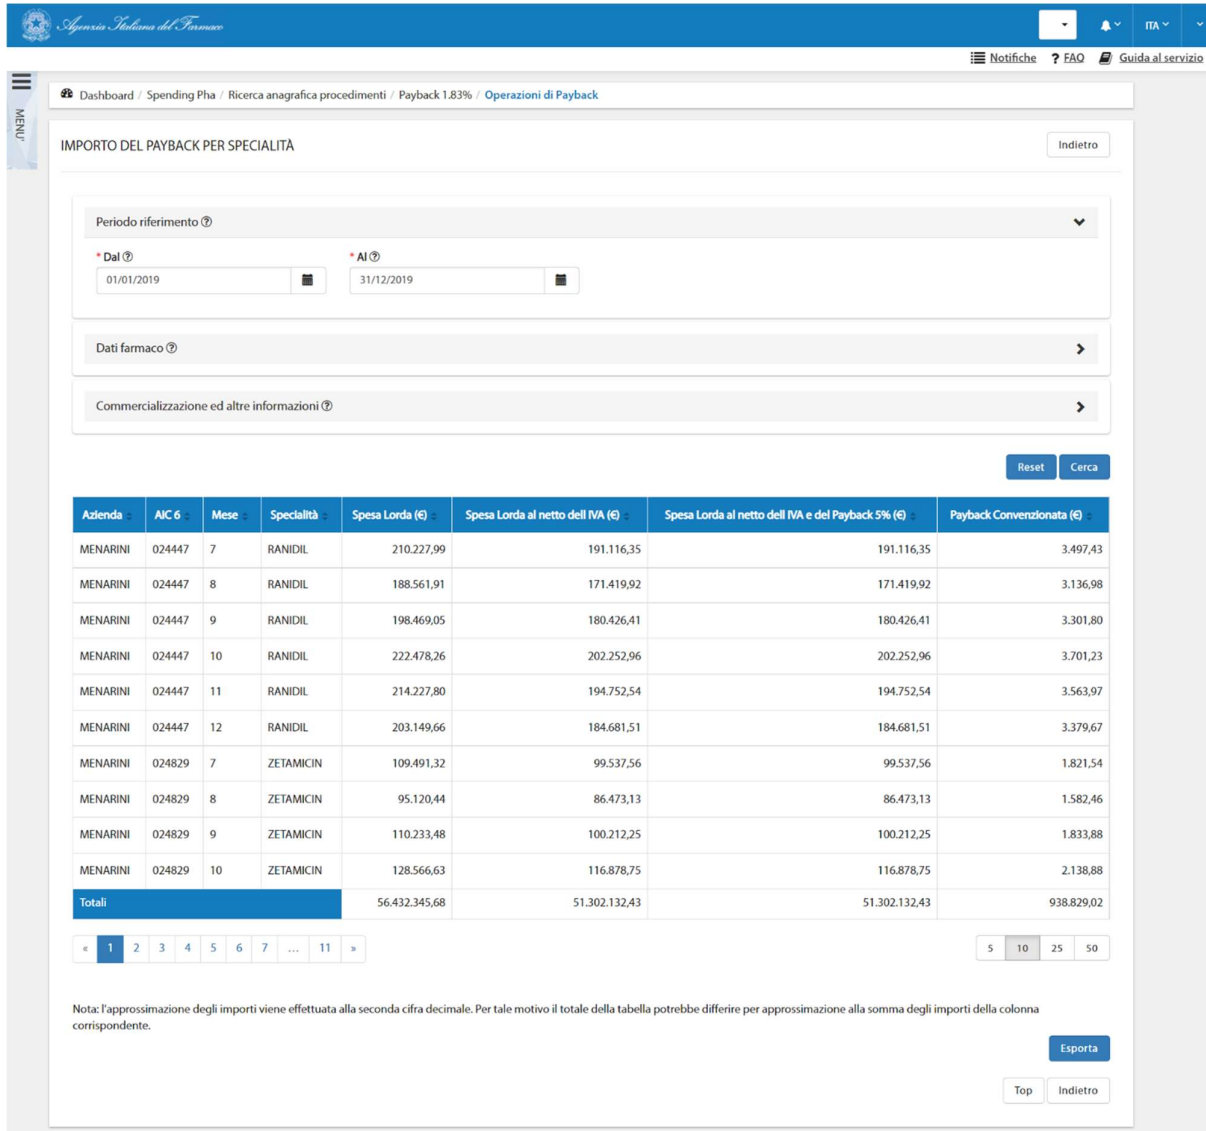 Agenzia Italiana del Farmaco
ITA
Notifiche ? FAQ Guida al servizio
MENU'
Dashboard / Spending Pha / Ricerca anagrafica procedimenti / Payback 1.83% / Operazioni di Payback
IMPORTO DEL PAYBACK PER SPECIALITÀ Indietro
Periodo riferimento ?
* Dal ? * Al ?
01/01/2019 31/12/2019
Dati farmaco ?
Commercializzazione ed altre informazioni ?
Reset Cerca
Azienda AIC 6 Mese Specialità Spesa Lorda (€) Spesa Lorda al netto dell IVA (€) Spesa Lorda al netto dell IVA e del Payback 5% (€) Payback Convenzionata (€)
MENARINI 024447 7 RANIDIL 210.227,99 191.116,35 191.116,35 3.497,43
MENARINI 024447 8 RANIDIL 188.561,91 171.419,92 171.419,92 3.136,98
MENARINI 024447 9 RANIDIL 198.469,05 180.426,41 180.426,41 3.301,80
MENARINI 024447 10 RANIDIL 222.478,26 202.252,96 202.252,96 3.701,23
MENARINI 024447 11 RANIDIL 214.227,80 194.752,54 194.752,54 3.563,97
MENARINI 024447 12 RANIDIL 203.149,66 184.681,51 184.681,51 3.379,67
MENARINI 024829 7 ZETAMICIN 109.491,32 99.537,56 99.537,56 1.821,54
MENARINI 024829 8 ZETAMICIN 95.120,44 86.473,13 86.473,13 1.582,46
MENARINI 024829 9 ZETAMICIN 110.233,48 100.212,25 100.212,25 1.833,88
MENARINI 024829 10 ZETAMICIN 128.566,63 116.878,75 116.878,75 2.138,88
Totali 56.432.345,68 51.302.132,43 51.302.132,43 938.829,02
« 1 2 3 4 5 6 7 ... 11 » 5 10 25 50
Nota: l'approssimazione degli importi viene effettuata alla seconda cifra decimale. Per tale motivo il totale della tabella potrebbe differire per approssimazione alla somma degli importi della colonna
corrispondente.
Esporta
Top Indietro